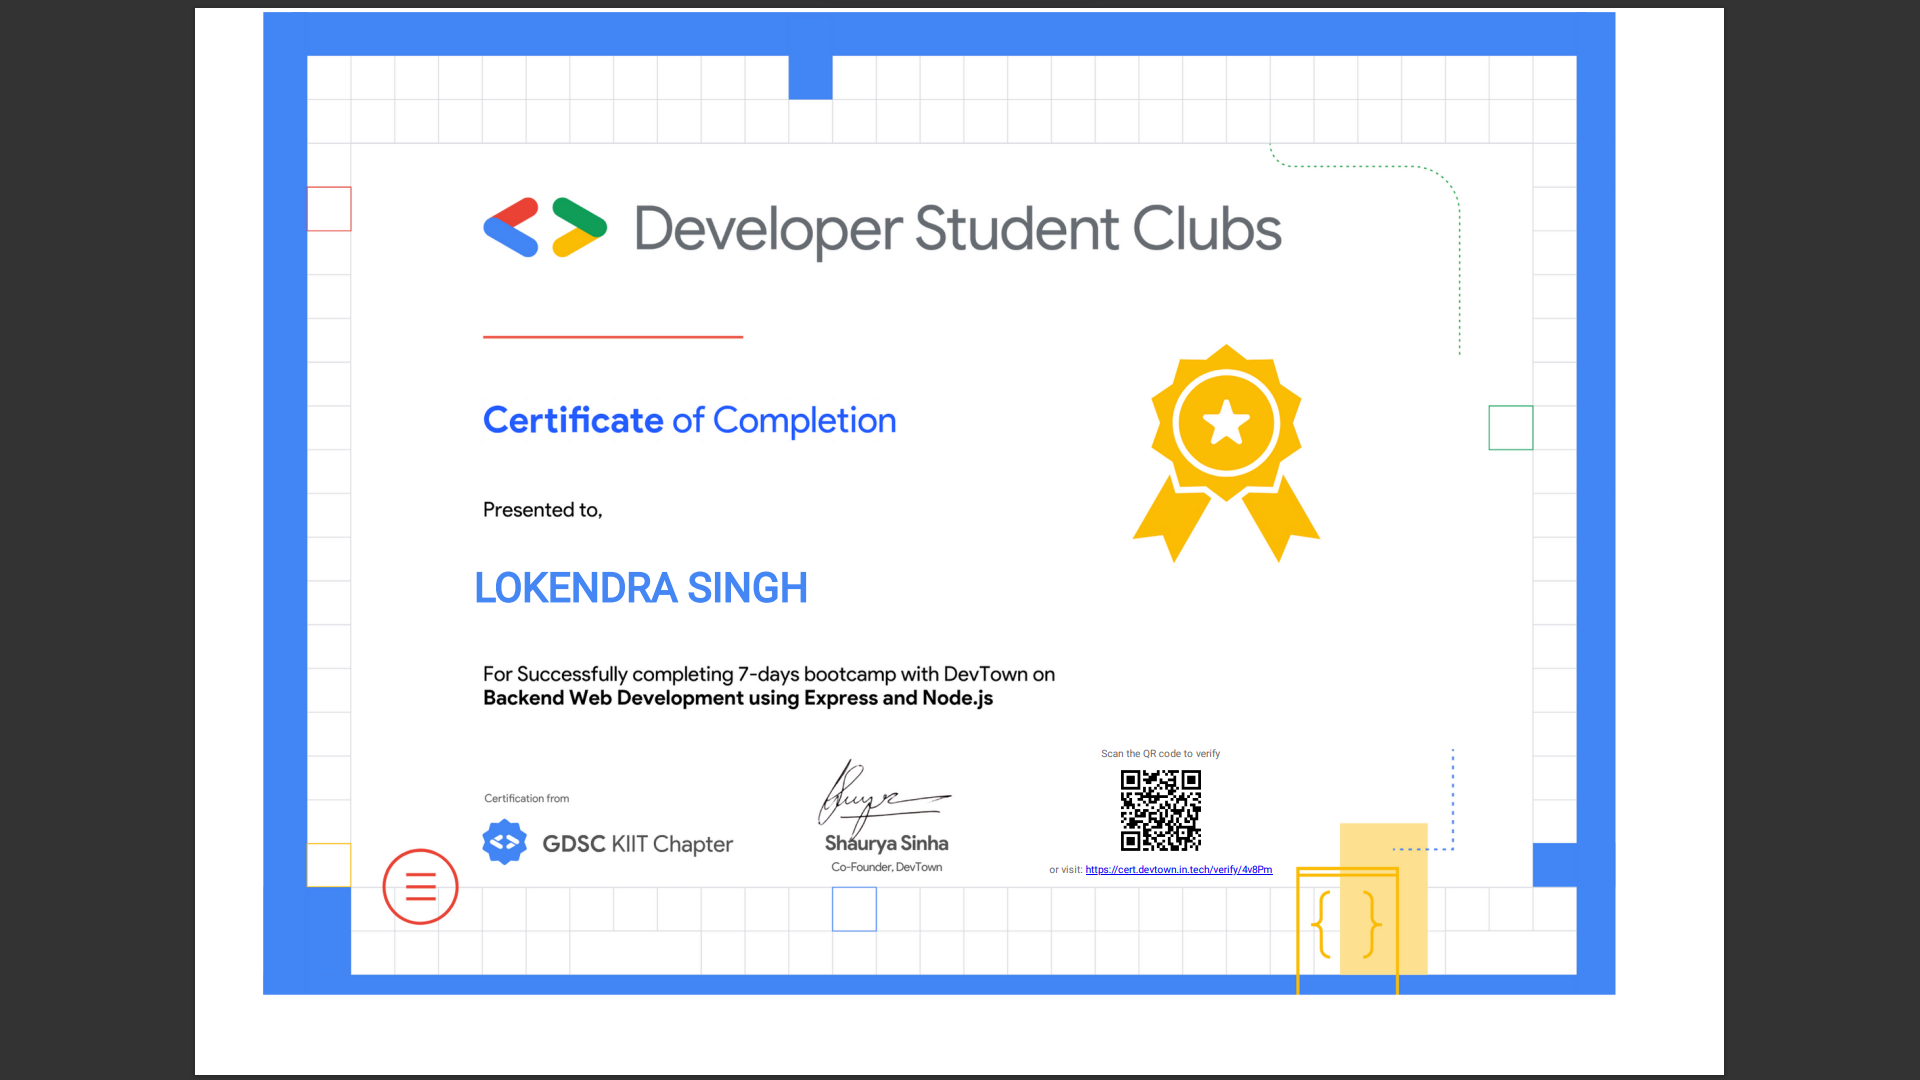 Developer Student Clubs
Certificate of Completion
Presented to,
LOKENDRA SINGH
For Successfully completing 7-days bootcamp with DevTown on
Backend Web Development using Express and Node.js
Scan the QR code to verify
Certification from
GDSC KIIT Chapter
Shaurya Sinha
Co-Founder, DevTown
or visit: https://cert.devtown.in.tech/verify/4v8Pm
{ }